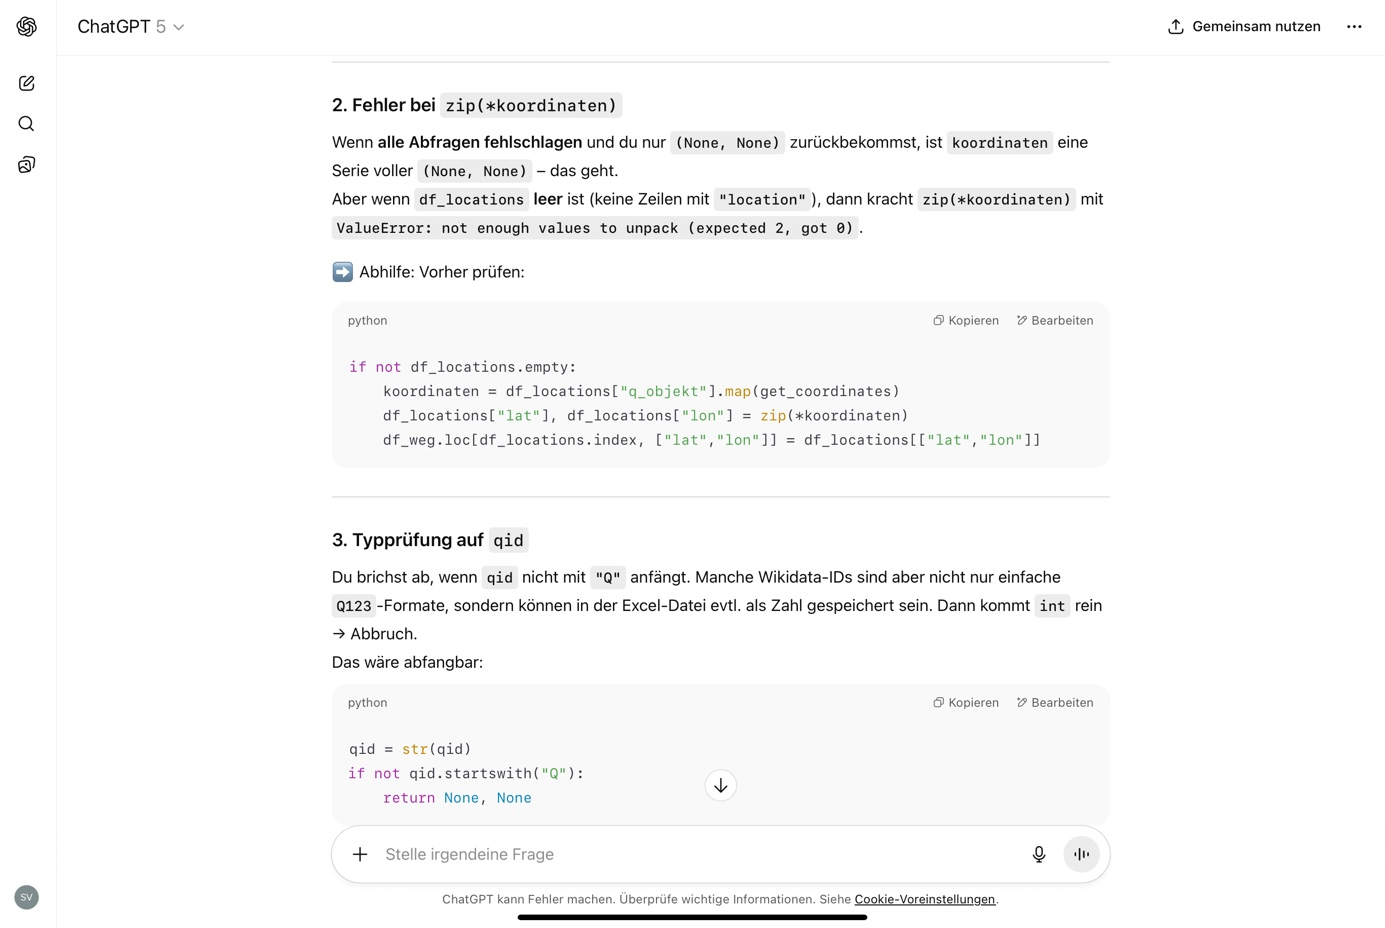 ChatGPT 5
Gemeinsam nutzen
2. Fehler bei zip(*koordinaten)
Wenn alle Abfragen fehlschlagen und du nur (None, None) zurückbekommst, ist koordinaten eine
Serie voller (None, None) – das geht.
Aber wenn df_locations leer ist (keine Zeilen mit "location"), dann kracht zip(*koordinaten) mit
ValueError: not enough values to unpack (expected 2, got 0).
➡️ Abhilfe: Vorher prüfen:
python
Kopieren
Bearbeiten
if not df_locations.empty:
    koordinaten = df_locations["q_objekt"].map(get_coordinates)
    df_locations["lat"], df_locations["lon"] = zip(*koordinaten)
    df_weg.loc[df_locations.index, ["lat","lon"]] = df_locations[["lat","lon"]]
3. Typprüfung auf qid
Du brichst ab, wenn qid nicht mit "Q" anfängt. Manche Wikidata-IDs sind aber nicht nur einfache
Q123-Formate, sondern können in der Excel-Datei evtl. als Zahl gespeichert sein. Dann kommt int rein
→ Abbruch.
Das wäre abfangbar:
python
Kopieren
Bearbeiten
qid = str(qid)
if not qid.startswith("Q"):
    return None, None
Stelle irgendeine Frage
SV
ChatGPT kann Fehler machen. Überprüfe wichtige Informationen. Siehe Cookie-Voreinstellungen.